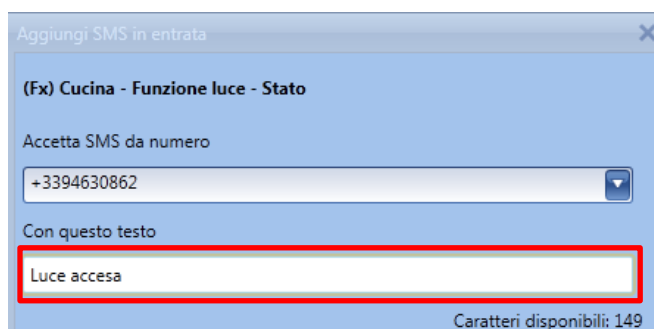 Aggiungi SMS in entrata
(Fx) Cucina - Funzione luce - Stato
Accetta SMS da numero
+3394630862
Con questo testo
Luce accesa
Caratteri disponibili: 149